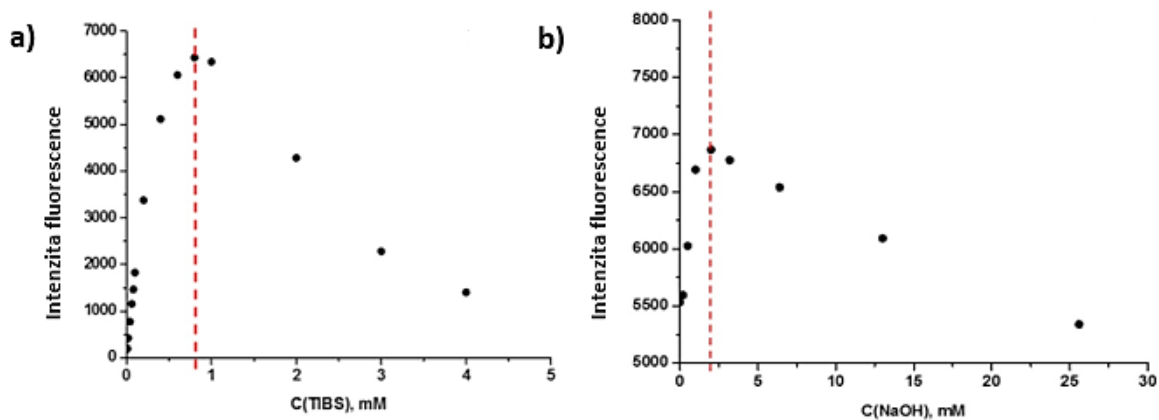 a)
7000
6000
5000
4000
3000
2000
1000
0
Intenzita fluorescence
0 1 2 3 4 5
C(TIBS), mM
b)
8000
7500
7000
6500
6000
5500
5000
Intenzita fluorescence
0 5 10 15 20 25 30
C(NaOH), mM